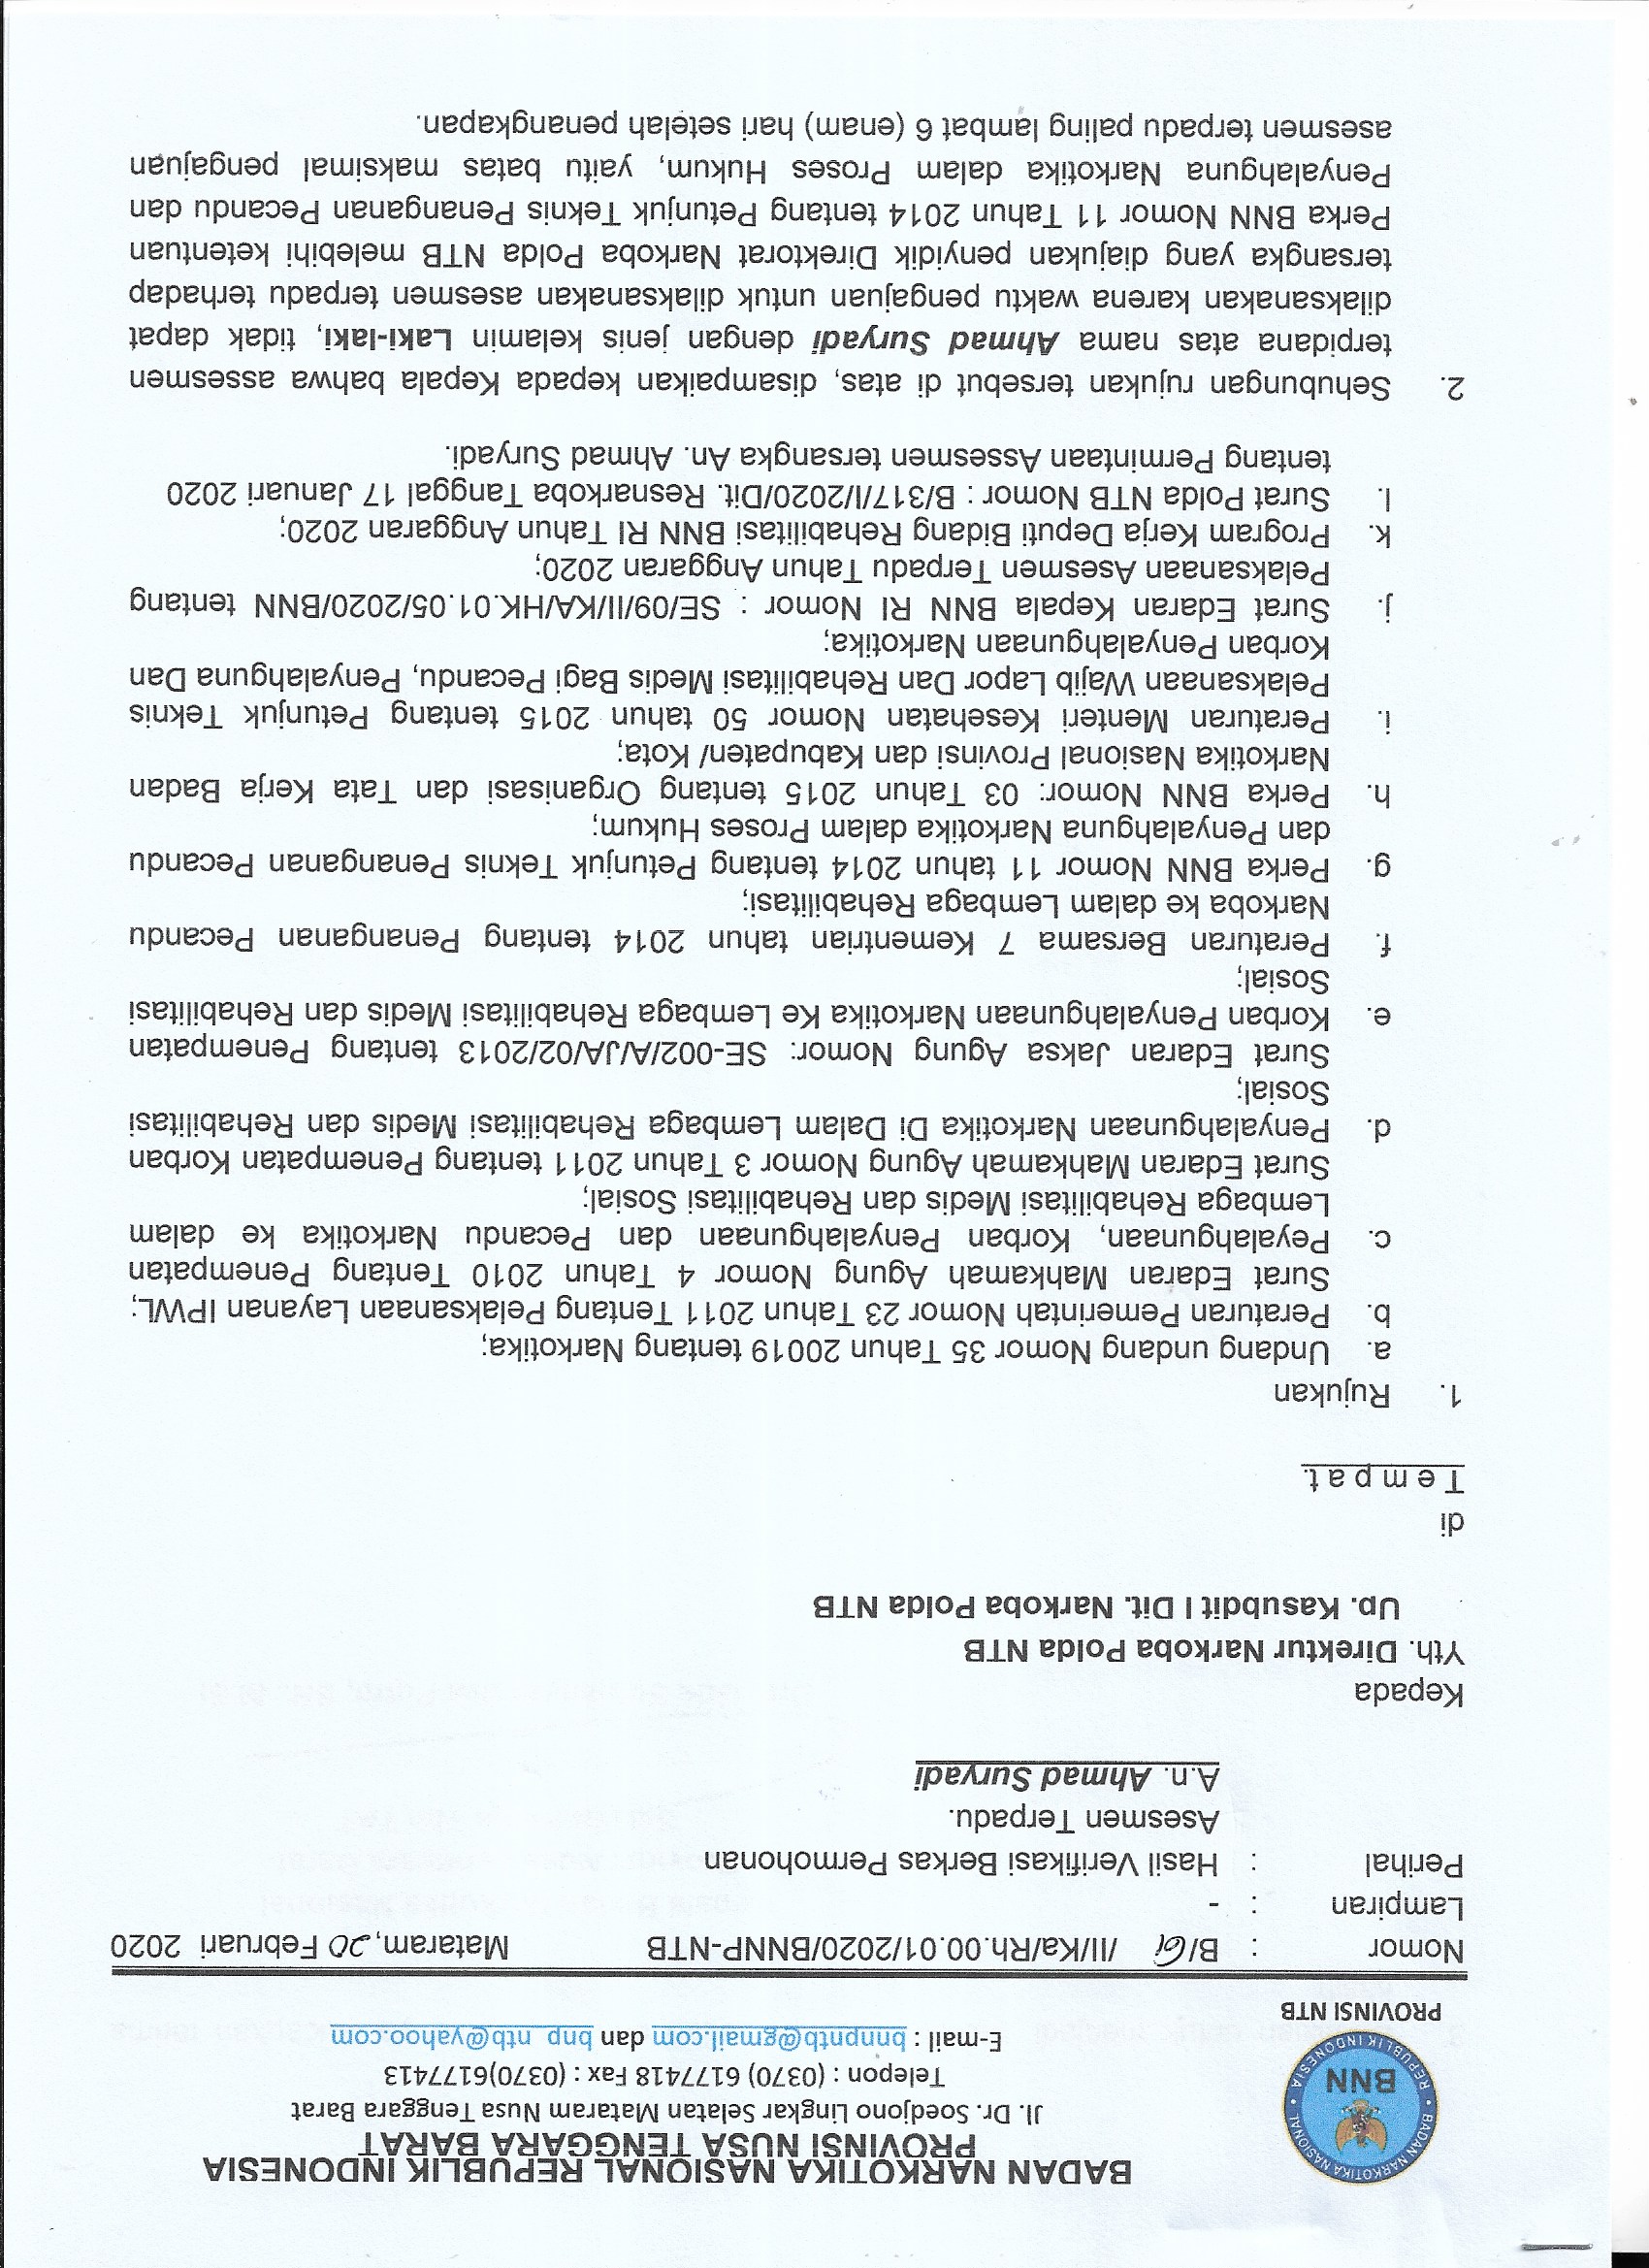 BADAN NARKOTIKA NASIONAL REPUBLIK INDONESIA
PROVINSI NUSA TENGGARA BARAT
Jl. Dr. Soedjono Lingkar Selatan Mataram Nusa Tenggara Barat
Telepon : (0370) 6177418 Fax : (0370)6177413
E-mail : bnnpntb@gmail.com dan bnp_ntb@yahoo.com
BADAN NARKOTIKA NASIONAL
BNN
REPUBLIK INDONESIA
PROVINSI NTB
Nomor : B/61 /II/Ka/Rh.00.01/2020/BNNP-NTB Mataram, 20 Februari 2020
Lampiran : -
Perihal : Hasil Verifikasi Berkas Permohonan
Asesmen Terpadu.
A.n. Ahmad Suryadi
Kepada
Yth. Direktur Narkoba Polda NTB
Up. Kasubdit I Dit. Narkoba Polda NTB
di
T e m p a t.
1. Rujukan
a. Undang undang Nomor 35 Tahun 20019 tentang Narkotika;
b. Peraturan Pemerintah Nomor 23 Tahun 2011 Tentang Pelaksanaan Layanan IPWL;
Surat Edaran Mahkamah Agung Nomor 4 Tahun 2010 Tentang Penempatan
c. Peyalahgunaan, Korban Penyalahgunaan dan Pecandu Narkotika ke dalam
Lembaga Rehabilitasi Medis dan Rehabilitasi Sosial;
Surat Edaran Mahkamah Agung Nomor 3 Tahun 2011 tentang Penempatan Korban
d. Penyalahgunaan Narkotika Di Dalam Lembaga Rehabilitasi Medis dan Rehabilitasi
Sosial;
Surat Edaran Jaksa Agung Nomor: SE-002/A/JA/02/2013 tentang Penempatan
e. Korban Penyalahgunaan Narkotika Ke Lembaga Rehabilitasi Medis dan Rehabilitasi
Sosial;
f. Peraturan Bersama 7 Kementrian tahun 2014 tentang Penanganan Pecandu
Narkoba ke dalam Lembaga Rehabilitasi;
g. Perka BNN Nomor 11 tahun 2014 tentang Petunjuk Teknis Penanganan Pecandu
dan Penyalahguna Narkotika dalam Proses Hukum;
h. Perka BNN Nomor: 03 Tahun 2015 tentang Organisasi dan Tata Kerja Badan
Narkotika Nasional Provinsi dan Kabupaten/ Kota;
i. Peraturan Menteri Kesehatan Nomor 50 tahun 2015 tentang Petunjuk Teknis
Pelaksanaan Wajib Lapor Dan Rehabilitasi Medis Bagi Pecandu, Penyalahguna Dan
Korban Penyalahgunaan Narkotika;
j. Surat Edaran Kepala BNN RI Nomor : SE/09/II/KA/HK.01.05/2020/BNN tentang
Pelaksanaan Asesmen Terpadu Tahun Anggaran 2020;
k. Program Kerja Deputi Bidang Rehabilitasi BNN RI Tahun Anggaran 2020;
l. Surat Polda NTB Nomor : B/317/I/2020/Dit. Resnarkoba Tanggal 17 Januari 2020
tentang Permintaan Assesmen tersangka An. Ahmad Suryadi.
2. Sehubungan rujukan tersebut di atas, disampaikan kepada Kepala bahwa assesmen
terpidana atas nama Ahmad Suryadi dengan jenis kelamin Laki-laki, tidak dapat
dilaksanakan karena waktu pengajuan untuk dilaksanakan asesmen terpadu terhadap
tersangka yang diajukan penyidik Direktorat Narkoba Polda NTB melebihi ketentuan
Perka BNN Nomor 11 Tahun 2014 tentang Petunjuk Teknis Penanganan Pecandu dan
Penyalahguna Narkotika dalam Proses Hukum, yaitu batas maksimal pengajuan
asesmen terpadu paling lambat 6 (enam) hari setelah penangkapan.